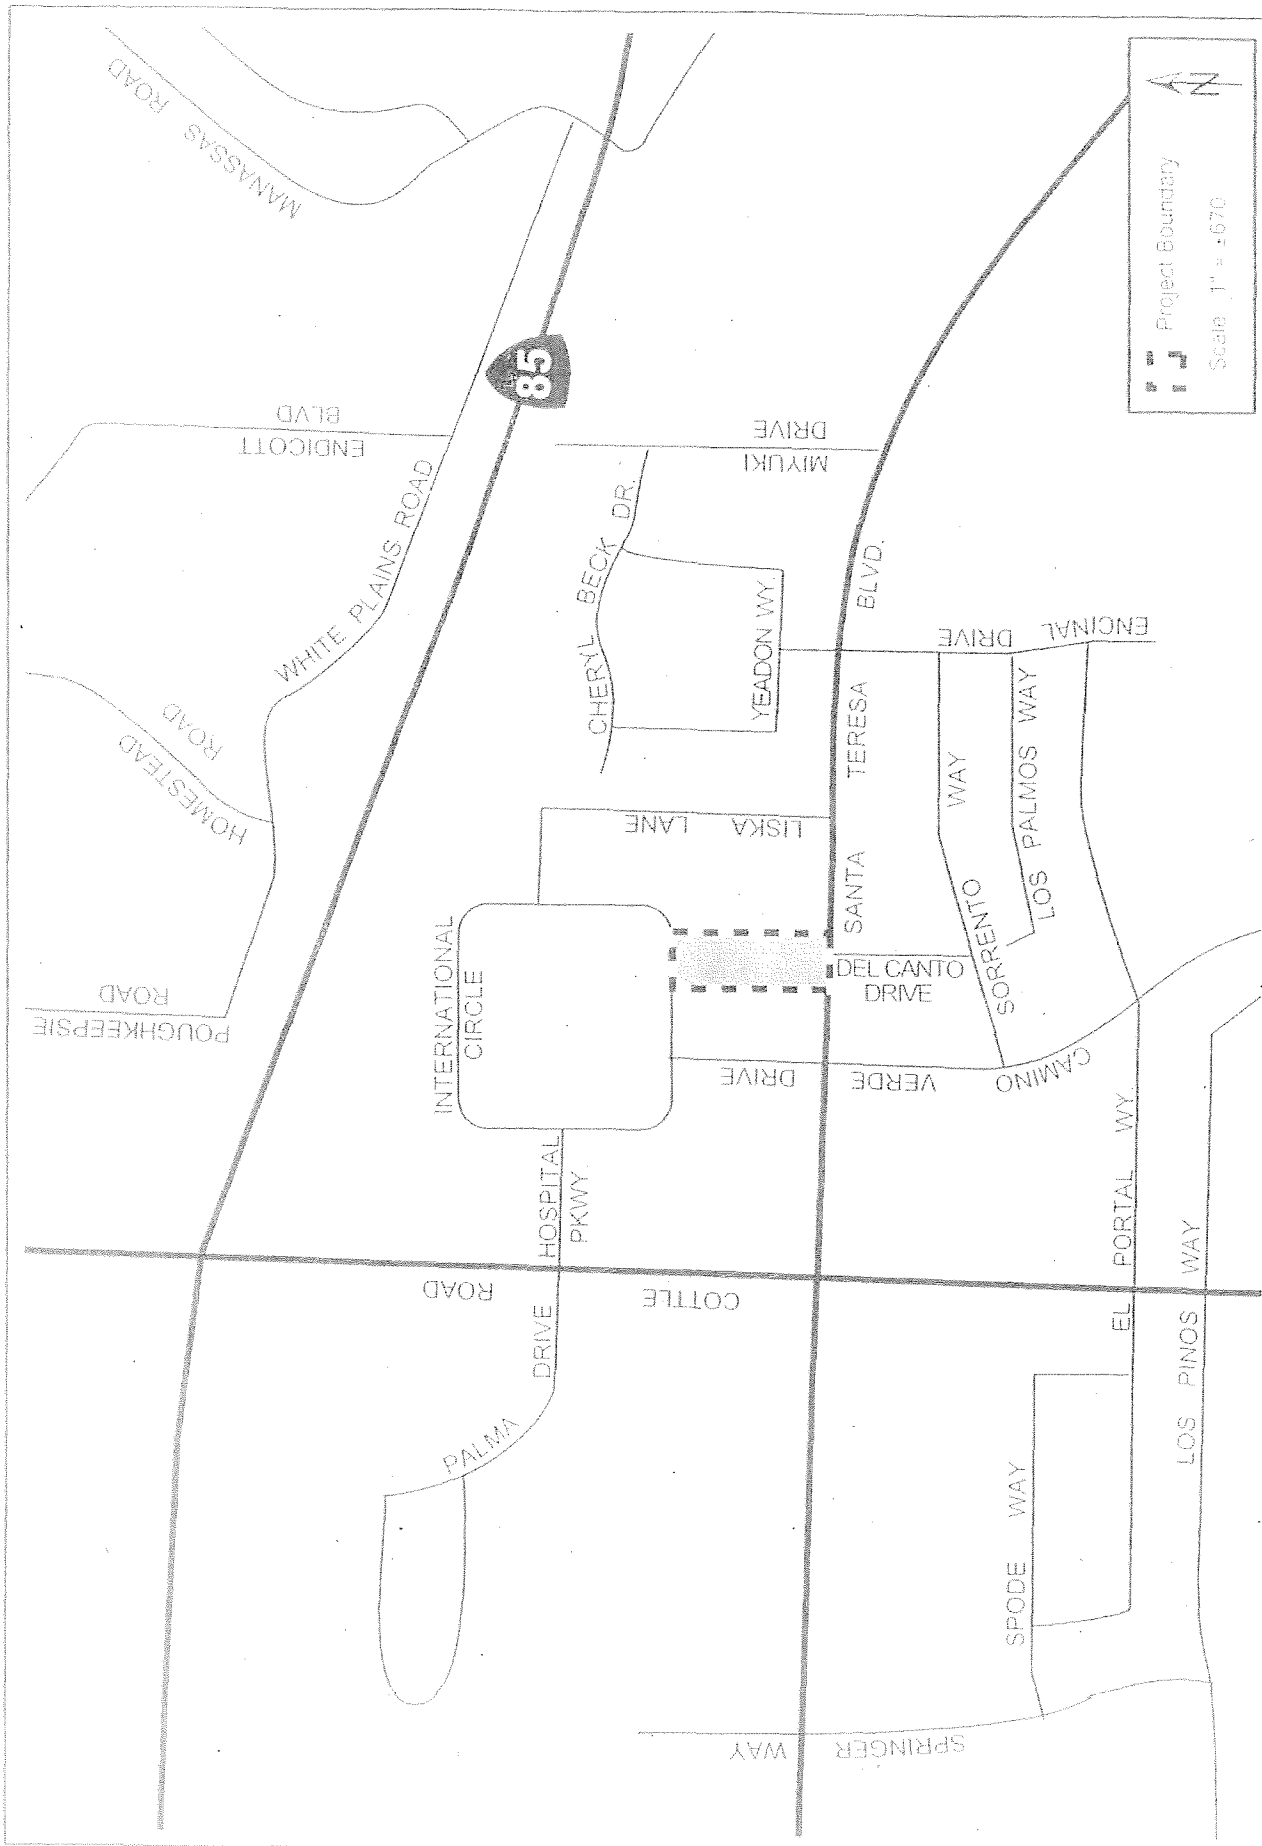 MANASSAS ROAD
ENDICOTT
BLVD
WHITE PLAINS ROAD
HOMESTEAD ROAD
POUGHKEEPSIE
ROAD
85
MIYUKI
DRIVE
CHERYL BECK DR.
YEADON WY.
LISKA LANE
INTERNATIONAL
CIRCLE
HOSPITAL
PKWY.
PALMA DRIVE
COTTLE ROAD
SANTA TERESA BLVD.
DEL CANTO
DRIVE
CAMINO VERDE DRIVE
SORRENTO WAY
LOS PALMOS WAY
ENCINAL DRIVE
EL PORTAL WY.
LOS PINOS WAY
SPODE WAY
SPRINGER WAY
Project Boundary
Scale 1" = ±670
N